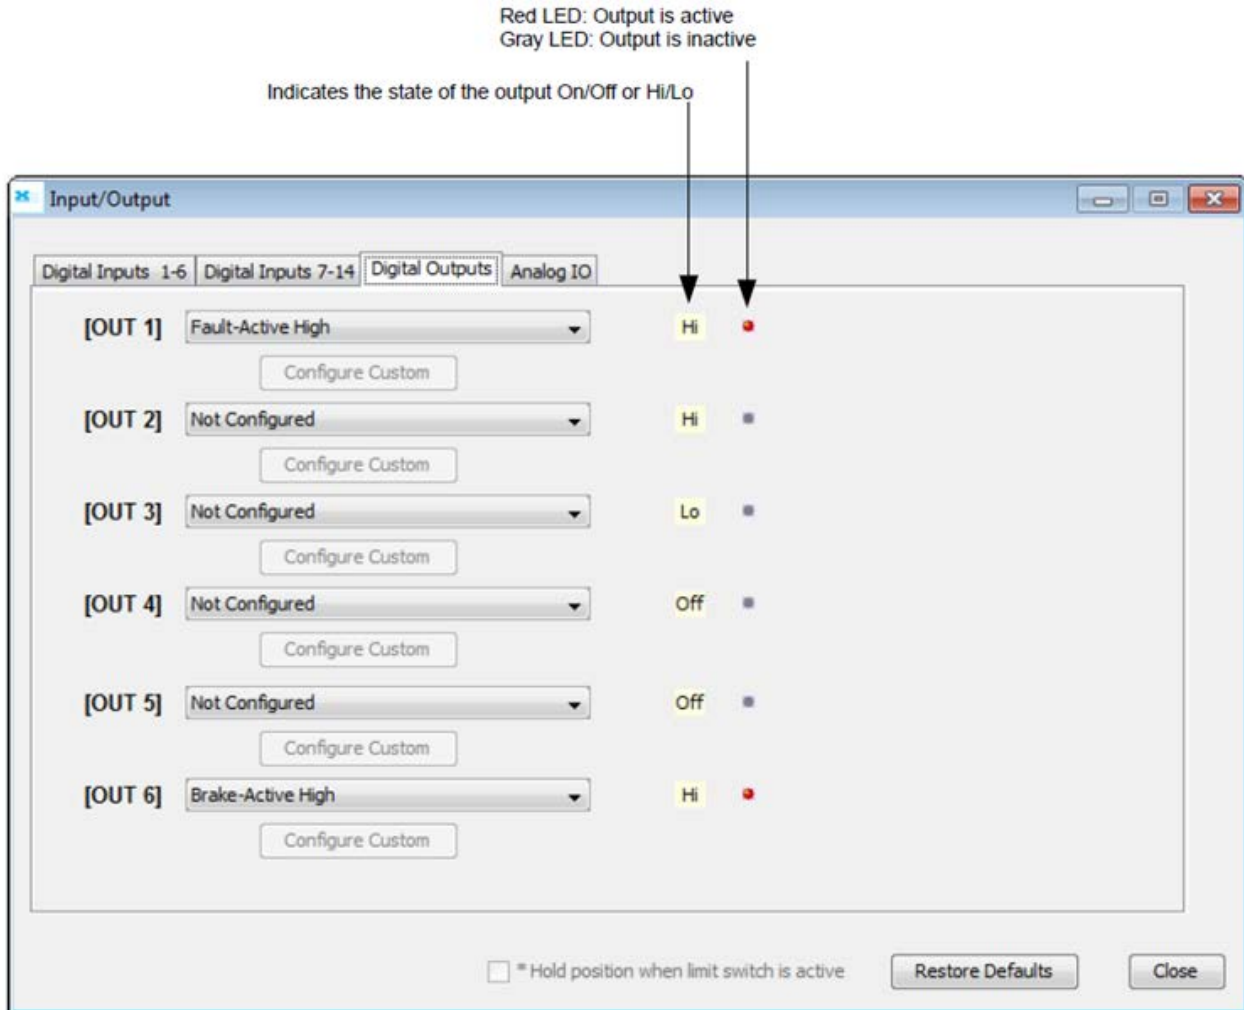 Red LED: Output is active
Gray LED: Output is inactive
Indicates the state of the output On/Off or Hi/Lo
Input/Output
Digital Inputs 1-6 Digital Inputs 7-14 Digital Outputs Analog IO
[OUT 1] Fault-Active High Hi
Configure Custom
[OUT 2] Not Configured Hi
Configure Custom
[OUT 3] Not Configured Lo
Configure Custom
[OUT 4] Not Configured Off
Configure Custom
[OUT 5] Not Configured Off
Configure Custom
[OUT 6] Brake-Active High Hi
Configure Custom
* Hold position when limit switch is active Restore Defaults Close